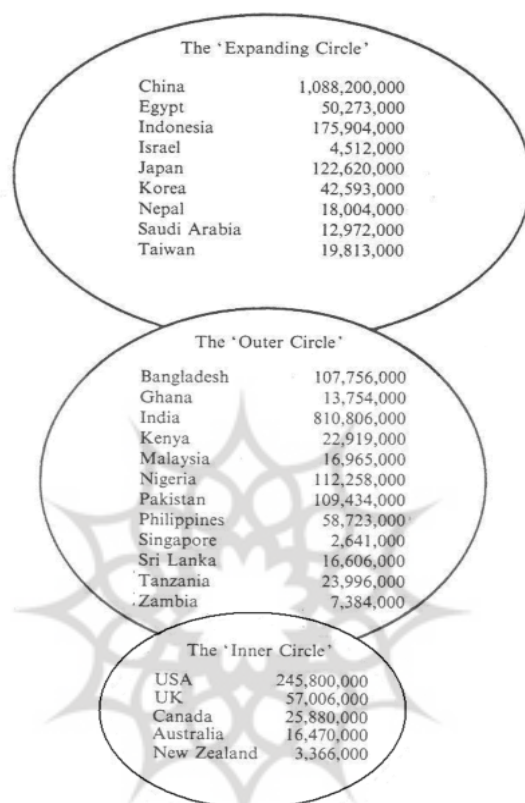 The 'Expanding Circle'
China 1,088,200,000
Egypt 50,273,000
Indonesia 175,904,000
Israel 4,512,000
Japan 122,620,000
Korea 42,593,000
Nepal 18,004,000
Saudi Arabia 12,972,000
Taiwan 19,813,000
The 'Outer Circle'
Bangladesh 107,756,000
Ghana 13,754,000
India 810,806,000
Kenya 22,919,000
Malaysia 16,965,000
Nigeria 112,258,000
Pakistan 109,434,000
Philippines 58,723,000
Singapore 2,641,000
Sri Lanka 16,606,000
Tanzania 23,996,000
Zambia 7,384,000
The 'Inner Circle'
USA 245,800,000
UK 57,006,000
Canada 25,880,000
Australia 16,470,000
New Zealand 3,366,000